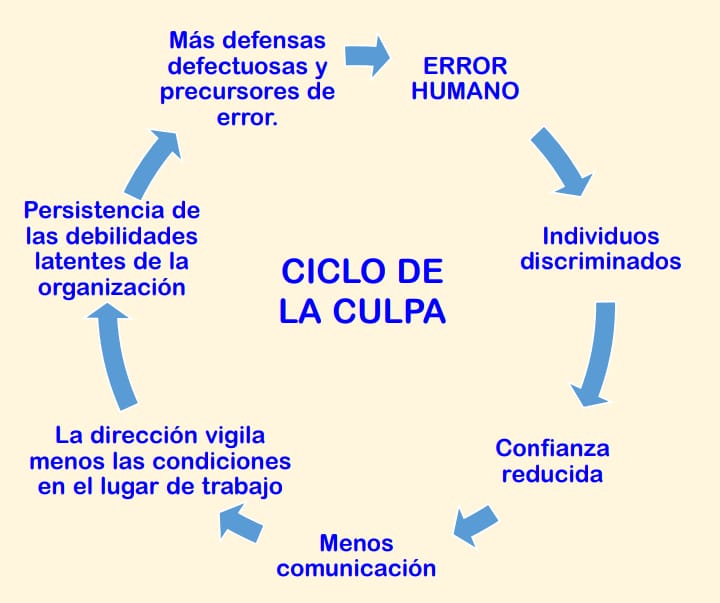 Más defensas
defectuosas y
precursores de
error.
ERROR
HUMANO
Individuos
discriminados
Confianza
reducida
Menos
comunicación
La dirección vigila
menos las condiciones
en el lugar de trabajo
Persistencia de
las debilidades
latentes de la
organización
CICLO DE
LA CULPA